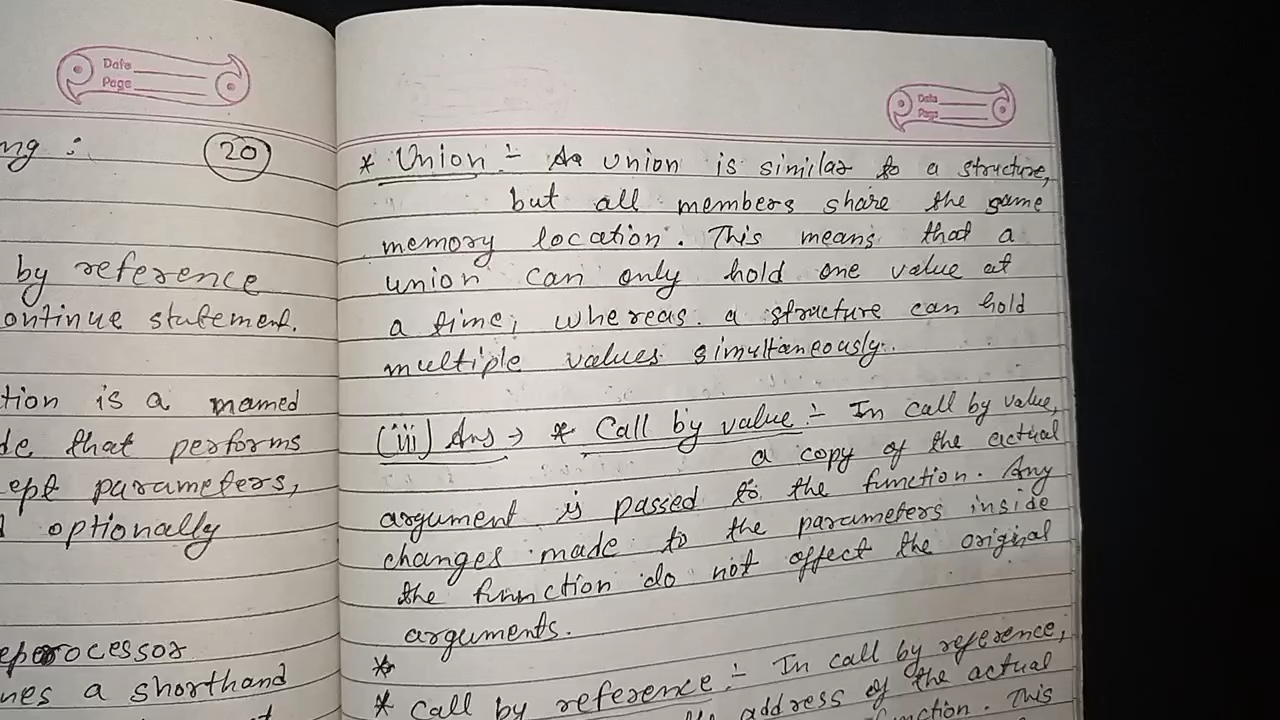 Date
Page
ng :
20
by reference
ontinue statement.
tion is a named
de that performs
ept parameters,
optionally
eprocessor
nes a shorthand
Date
Page
* Union :- A union is similar to a structure,
but all members share the same
memory location. This means that a
union can only hold one value at
a time, whereas a structure can hold
multiple values simultaneously.
(iii) Ans → * Call by value :- In call by value,
a copy of the actual
argument is passed to the function. Any
changes made to the parameters inside
the funnction do not affect the original
arguments.
*
* Call by reference :- In call by reference,
address of the actual
nction. This